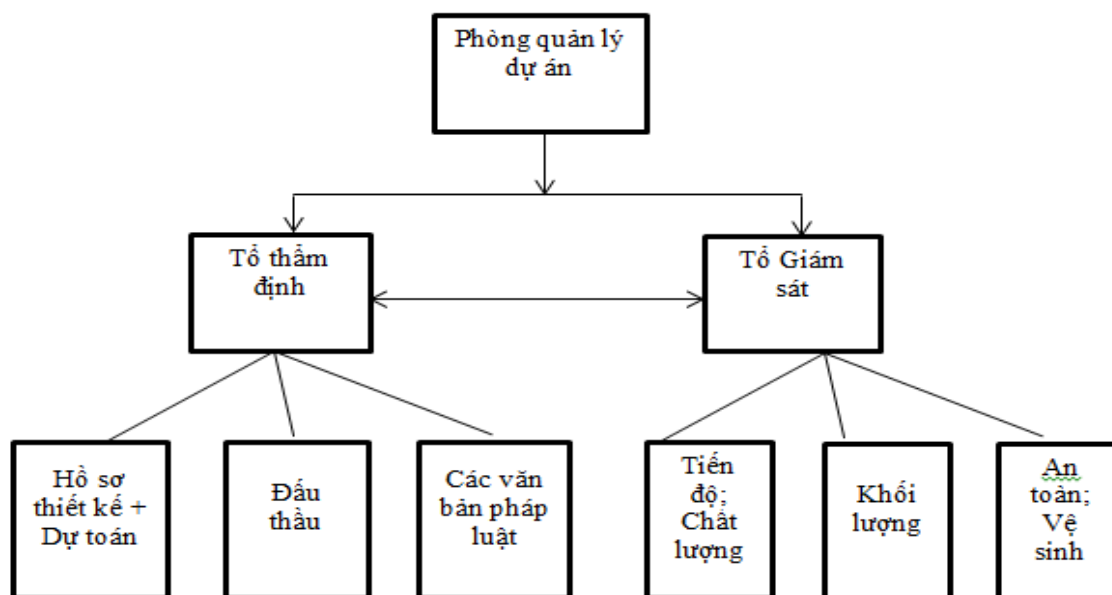 Phòng quản lý
dự án
Tổ thẩm
định
Tổ Giám
sát
Hồ sơ
thiết kế +
Dự toán
Đấu
thầu
Các văn
bản pháp
luật
Tiến
độ;
Chất
lượng
Khối
lượng
An
toàn;
Vệ
sinh